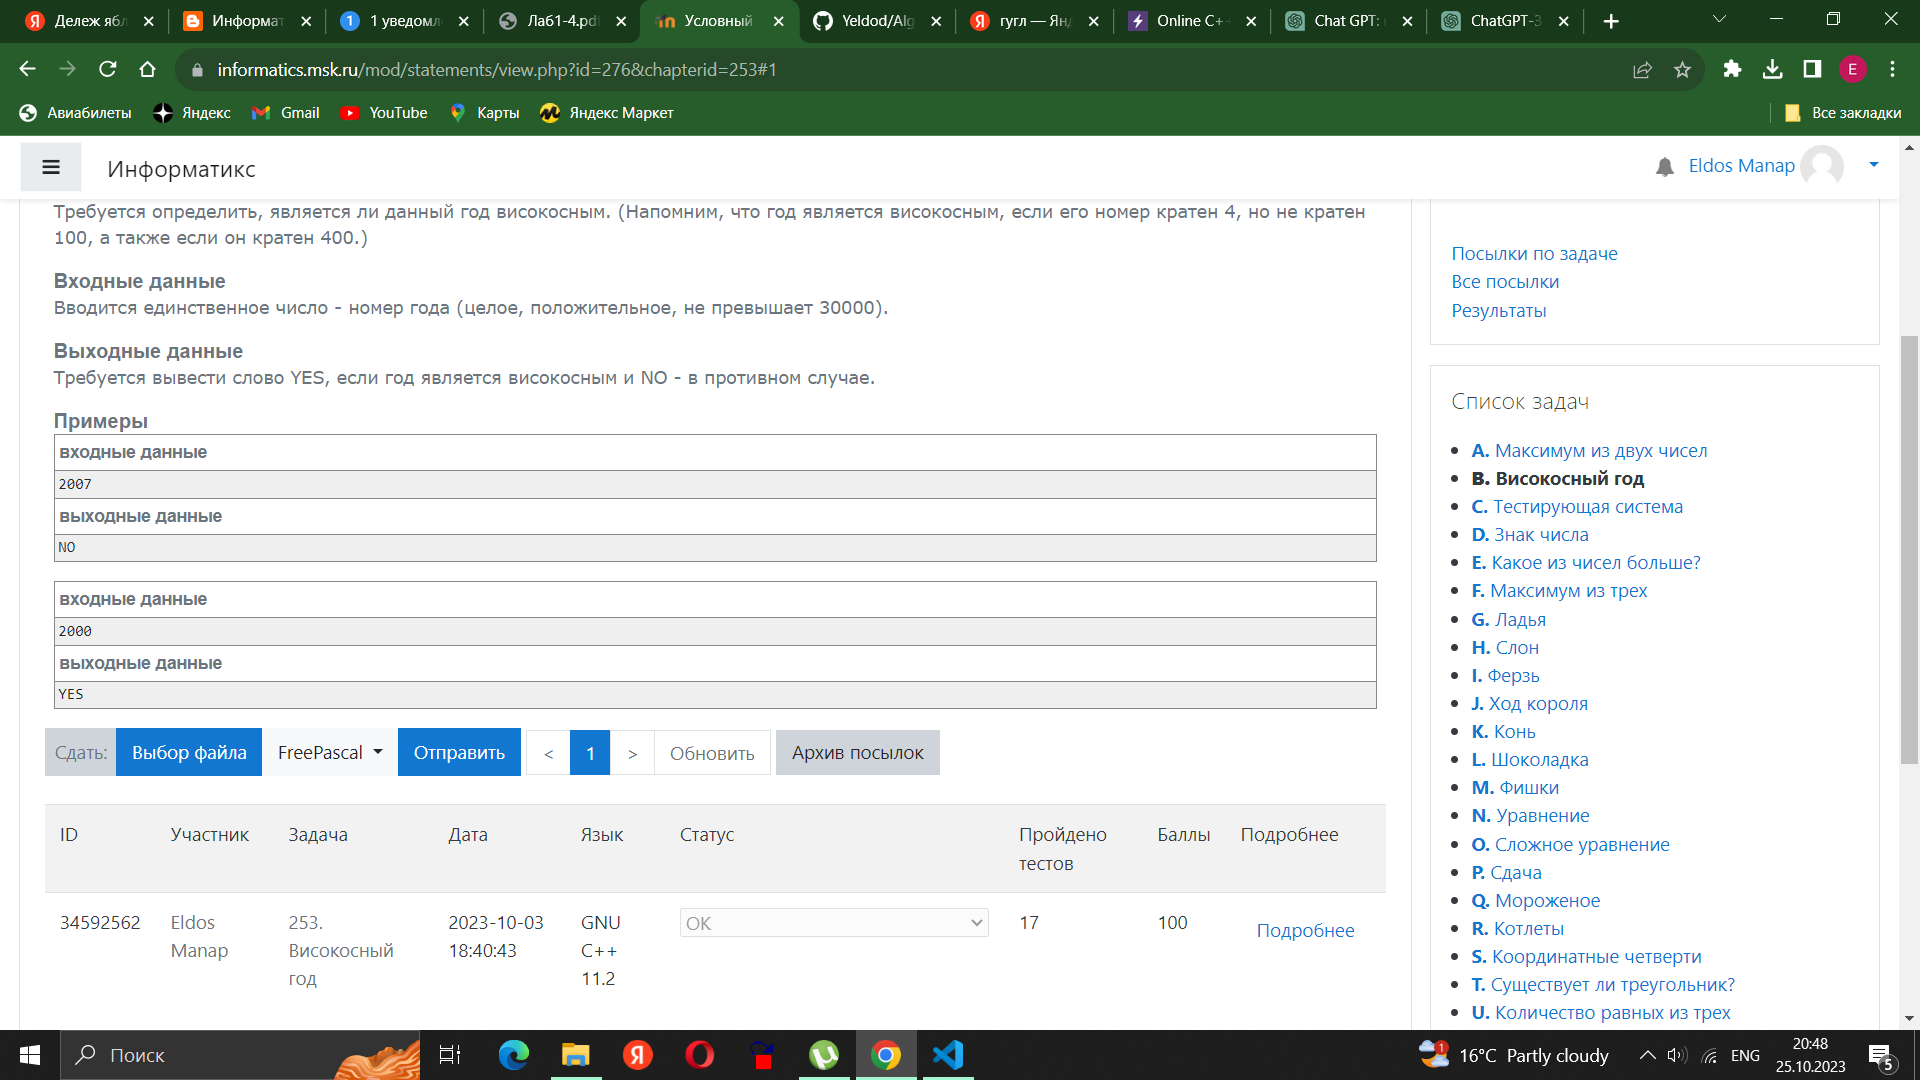 Дележ ябл
Информат
1 уведомл
Лаб1-4.pdf
Условный
Yeldod/Alg
гугл — Ян
Online C+
Chat GPT:
ChatGPT-3
informatics.msk.ru/mod/statements/view.php?id=276&chapterid=253#1
E
Авиабилеты
Яндекс
Gmail
YouTube
Карты
Яндекс Маркет
Все закладки
Информатикс
Eldos Manap
Требуется определить, является ли данный год високосным. (Напомним, что год является високосным, если его номер кратен 4, но не кратен
100, а также если он кратен 400.)
Входные данные
Вводится единственное число - номер года (целое, положительное, не превышает 30000).
Выходные данные
Требуется вывести слово YES, если год является високосным и NO - в противном случае.
Примеры
входные данные
2007
выходные данные
NO
входные данные
2000
выходные данные
YES
Сдать: Выбор файла FreePascal Отправить < 1 > Обновить Архив посылок
ID Участник Задача Дата Язык Статус Пройдено тестов Баллы Подробнее
34592562 Eldos Manap 253. Високосный год 2023-10-03 18:40:43 GNU C++ 11.2 OK 17 100 Подробнее
Посылки по задаче
Все посылки
Результаты
Список задач
A. Максимум из двух чисел
B. Високосный год
C. Тестирующая система
D. Знак числа
E. Какое из чисел больше?
F. Максимум из трех
G. Ладья
H. Слон
I. Ферзь
J. Ход короля
K. Конь
L. Шоколадка
M. Фишки
N. Уравнение
O. Сложное уравнение
P. Сдача
Q. Мороженое
R. Котлеты
S. Координатные четверти
T. Существует ли треугольник?
U. Количество равных из трех
Поиск
1
16°C Partly cloudy
ENG
20:48
25.10.2023
5